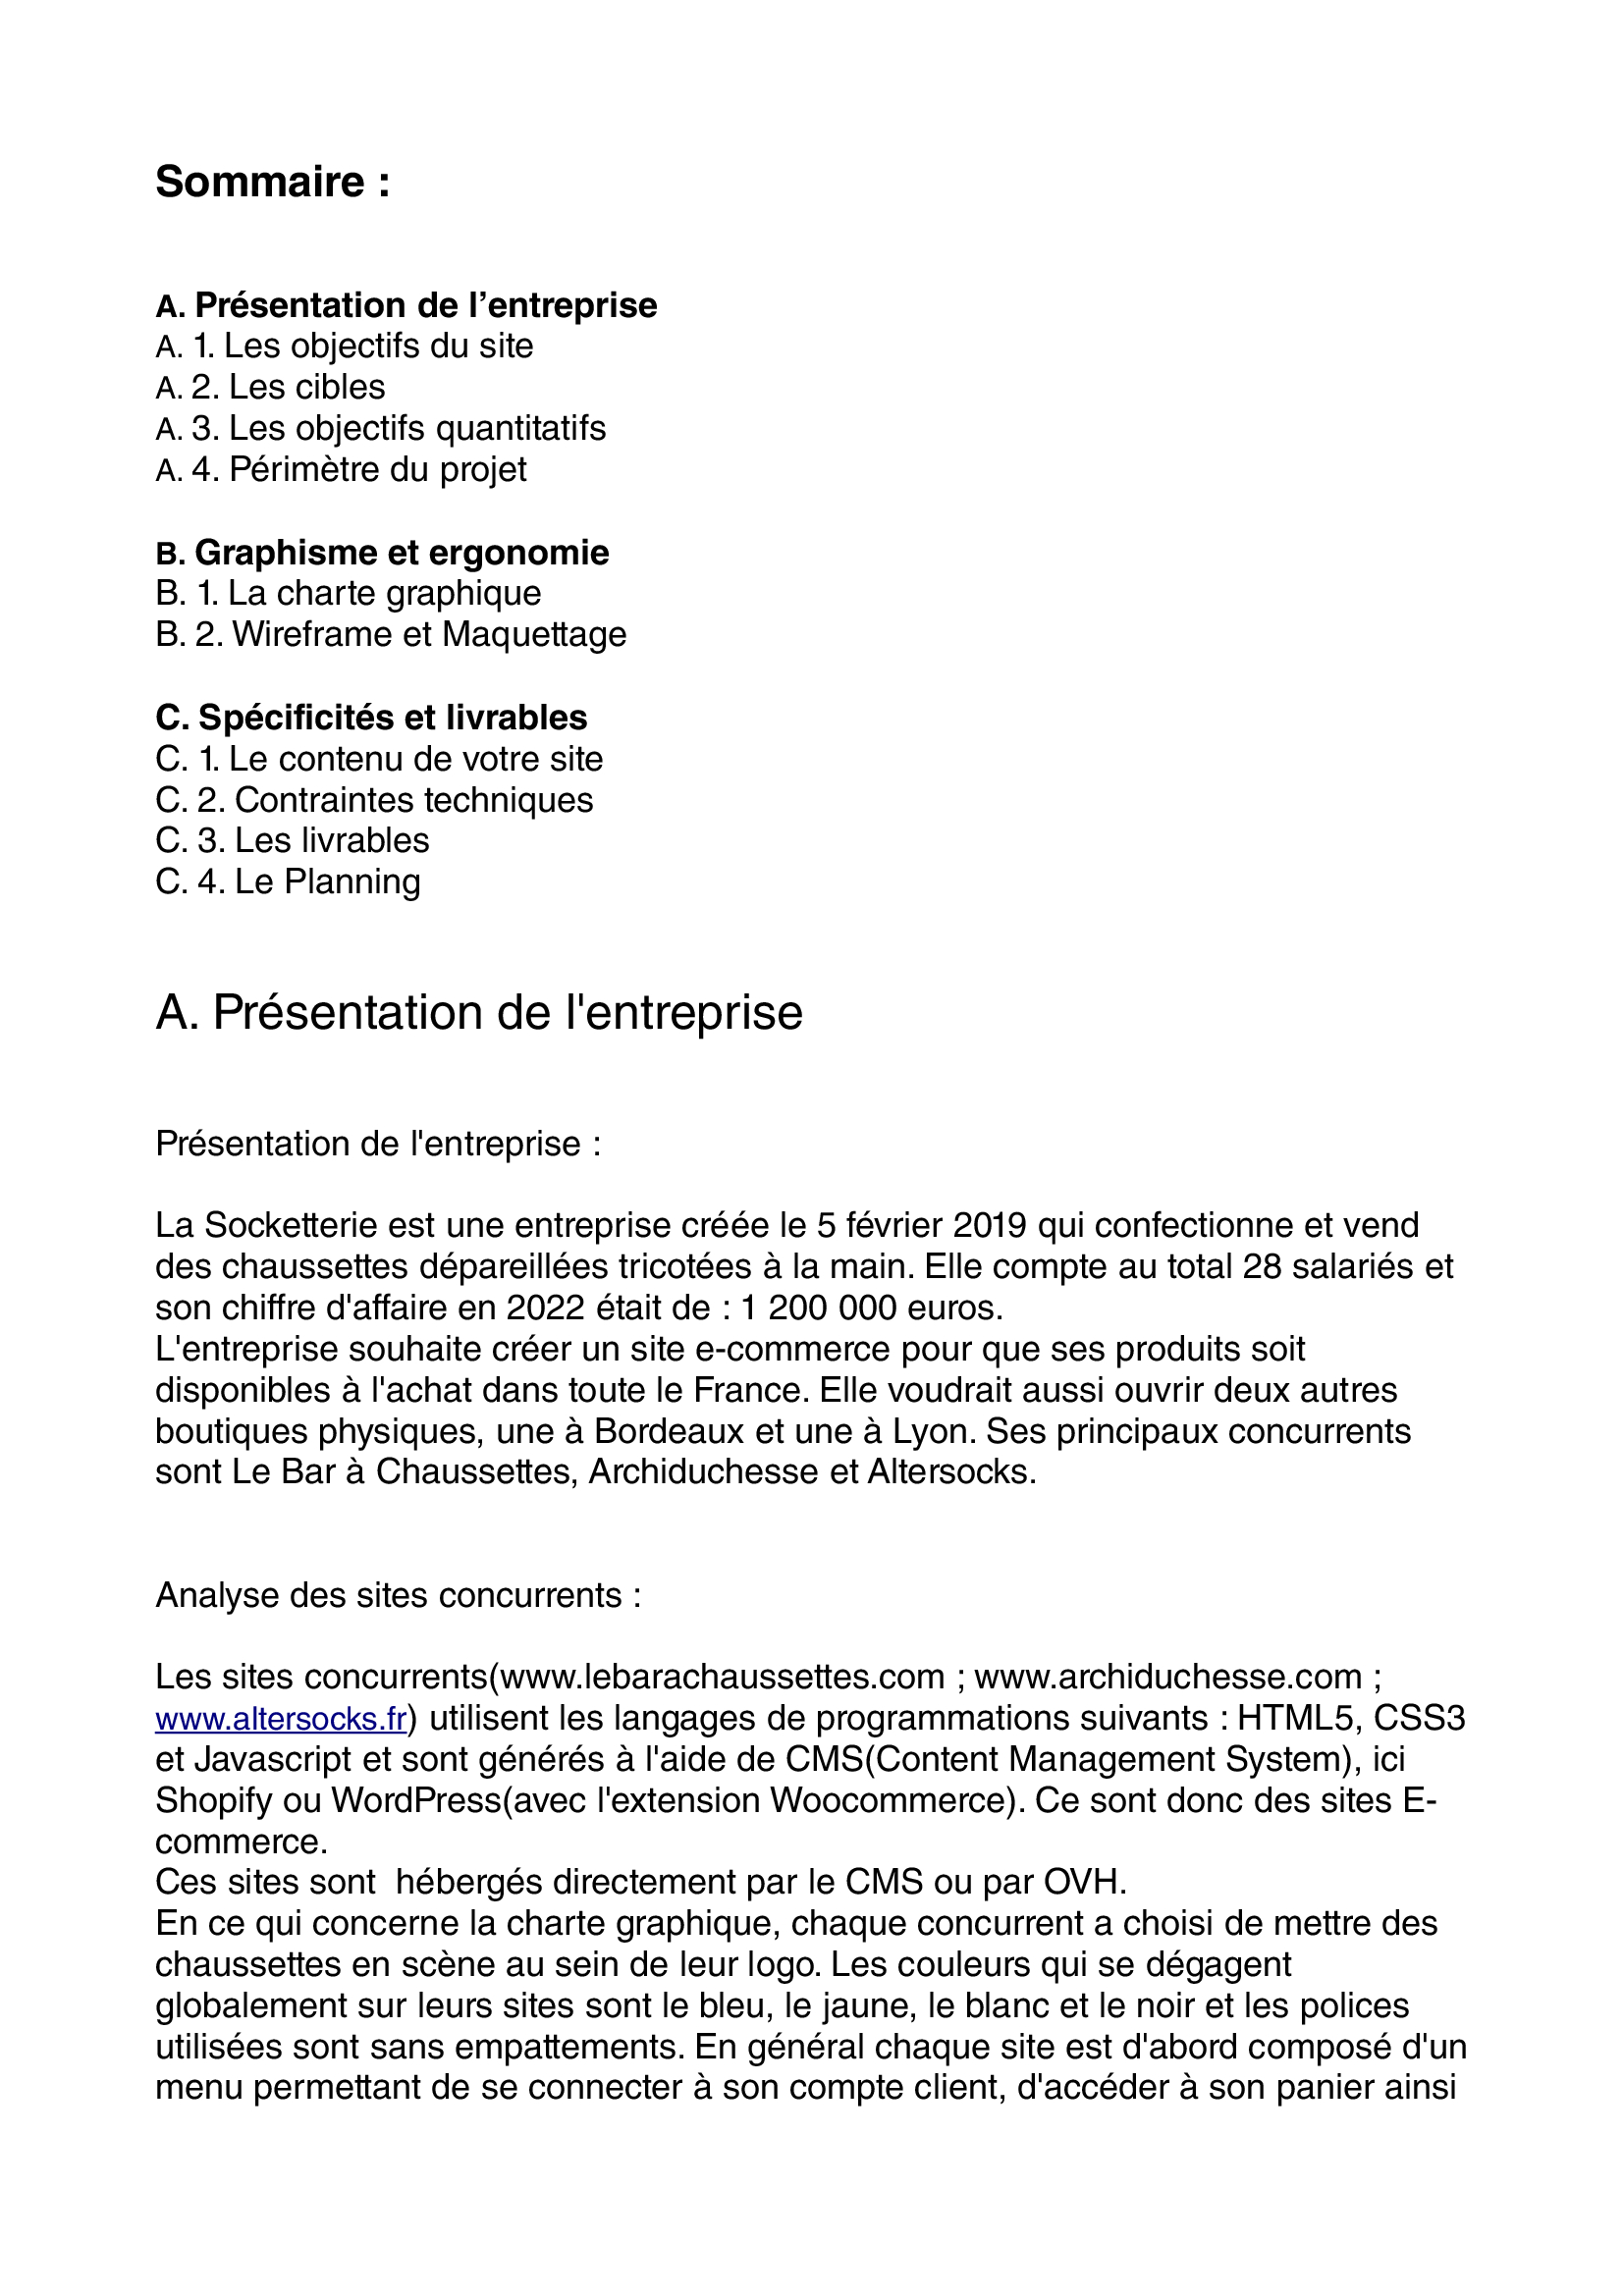 Sommaire :
A. Présentation de l’entreprise
A. 1. Les objectifs du site
A. 2. Les cibles
A. 3. Les objectifs quantitatifs
A. 4. Périmètre du projet
B. Graphisme et ergonomie
B. 1. La charte graphique
B. 2. Wireframe et Maquettage
C. Spécificités et livrables
C. 1. Le contenu de votre site
C. 2. Contraintes techniques
C. 3. Les livrables
C. 4. Le Planning
A. Présentation de l'entreprise
Présentation de l'entreprise :
La Socketterie est une entreprise créée le 5 février 2019 qui confectionne et vend
des chaussettes dépareillées tricotées à la main. Elle compte au total 28 salariés et
son chiffre d'affaire en 2022 était de : 1 200 000 euros.
L'entreprise souhaite créer un site e-commerce pour que ses produits soit
disponibles à l'achat dans toute le France. Elle voudrait aussi ouvrir deux autres
boutiques physiques, une à Bordeaux et une à Lyon. Ses principaux concurrents
sont Le Bar à Chaussettes, Archiduchesse et Altersocks.
Analyse des sites concurrents :
Les sites concurrents(www.lebarachaussettes.com ; www.archiduchesse.com ;
www.altersocks.fr) utilisent les langages de programmations suivants : HTML5, CSS3
et Javascript et sont générés à l'aide de CMS(Content Management System), ici
Shopify ou WordPress(avec l'extension Woocommerce). Ce sont donc des sites E-
commerce.
Ces sites sont  hébergés directement par le CMS ou par OVH.
En ce qui concerne la charte graphique, chaque concurrent a choisi de mettre des
chaussettes en scène au sein de leur logo. Les couleurs qui se dégagent
globalement sur leurs sites sont le bleu, le jaune, le blanc et le noir et les polices
utilisées sont sans empattements. En général chaque site est d'abord composé d'un
menu permettant de se connecter à son compte client, d'accéder à son panier ainsi